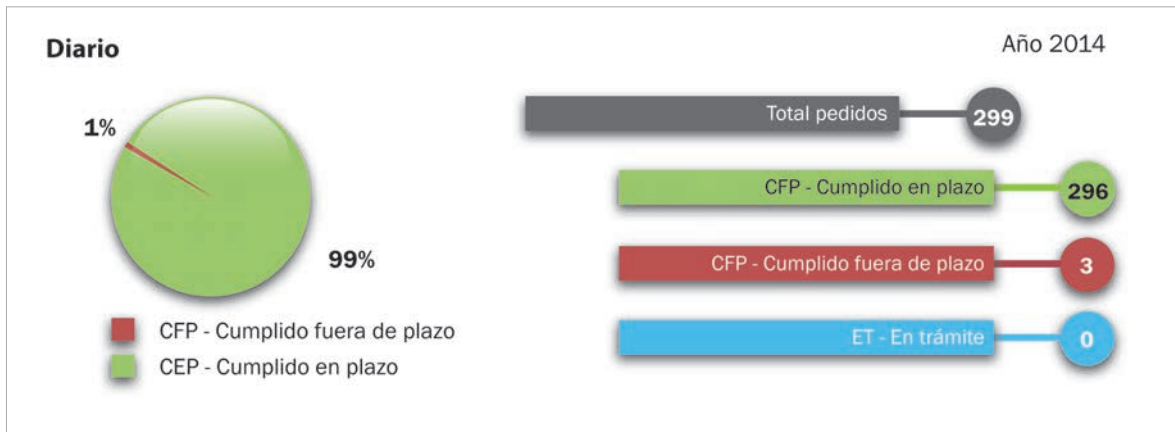 Diario
Año 2014
1%
99%
CFP - Cumplido fuera de plazo
CEP - Cumplido en plazo
Total pedidos 299
CFP - Cumplido en plazo 296
CFP - Cumplido fuera de plazo 3
ET - En trámite 0